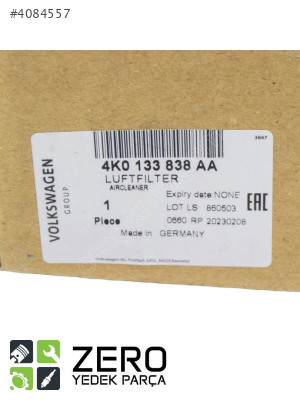 #4084557
3647
VOLKSWAGEN
GROUP
4K0 133 838 AA
LUFTFILTER
AIRCLEANER
Expiry date:NONE
1
LOT LS 860503
EAC
Piece
0660 RP 20230208
Made in GERMANY
ZERO
YEDEK PARÇA